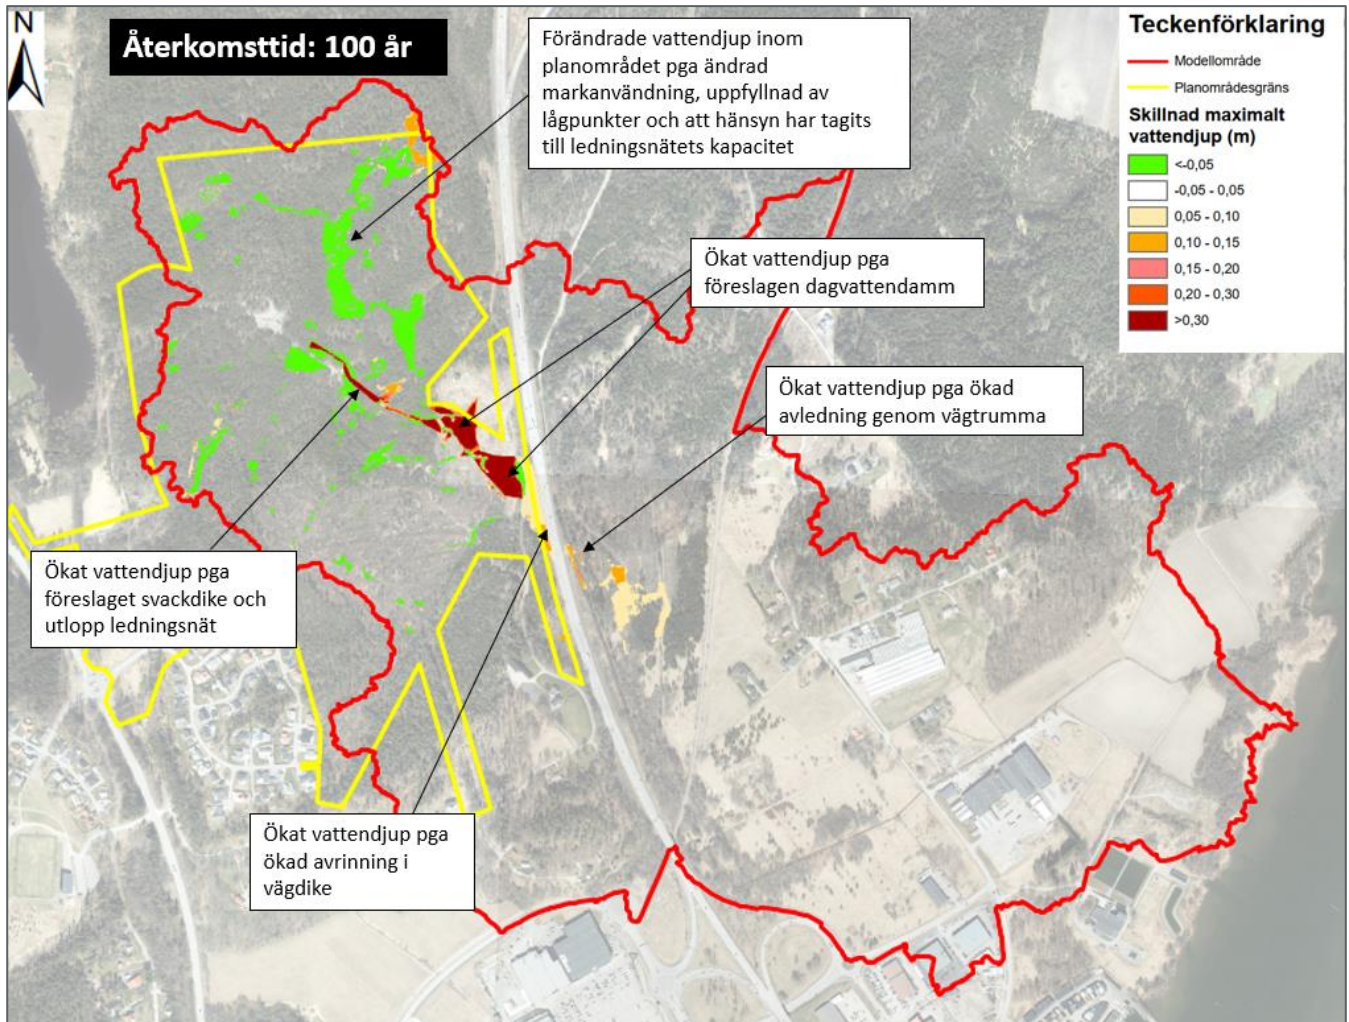 N
Återkomsttid: 100 år
Förändrade vattendjup inom
planområdet pga ändrad
markanvändning, uppfyllnad av
lågpunkter och att hänsyn har tagits
till ledningsnätets kapacitet
Teckenförklaring
Modellområde
Planområdesgräns
Skillnad maximalt
vattendjup (m)
<-0,05
-0,05 - 0,05
0,05 - 0,10
0,10 - 0,15
0,15 - 0,20
0,20 - 0,30
>0,30
Ökat vattendjup pga
föreslagen dagvattendamm
Ökat vattendjup pga ökad
avledning genom vägtrumma
Ökat vattendjup pga
föreslaget svackdike och
utlopp ledningsnät
Ökat vattendjup pga
ökad avrinning i
vägdike